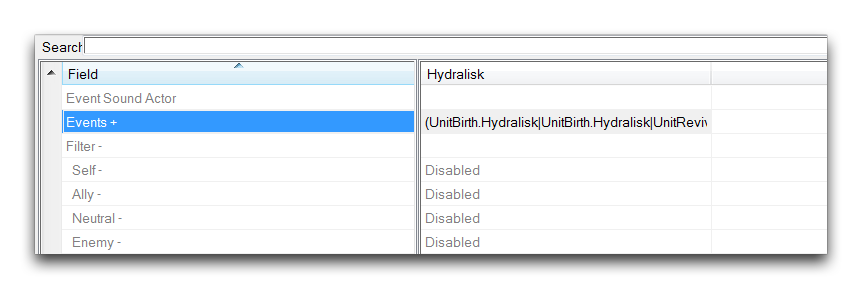 Search
Field Hydralisk
Event Sound Actor
Events + (UnitBirth.Hydralisk|UnitBirth.Hydralisk|UnitReviv
Filter -
Self - Disabled
Ally - Disabled
Neutral - Disabled
Enemy - Disabled